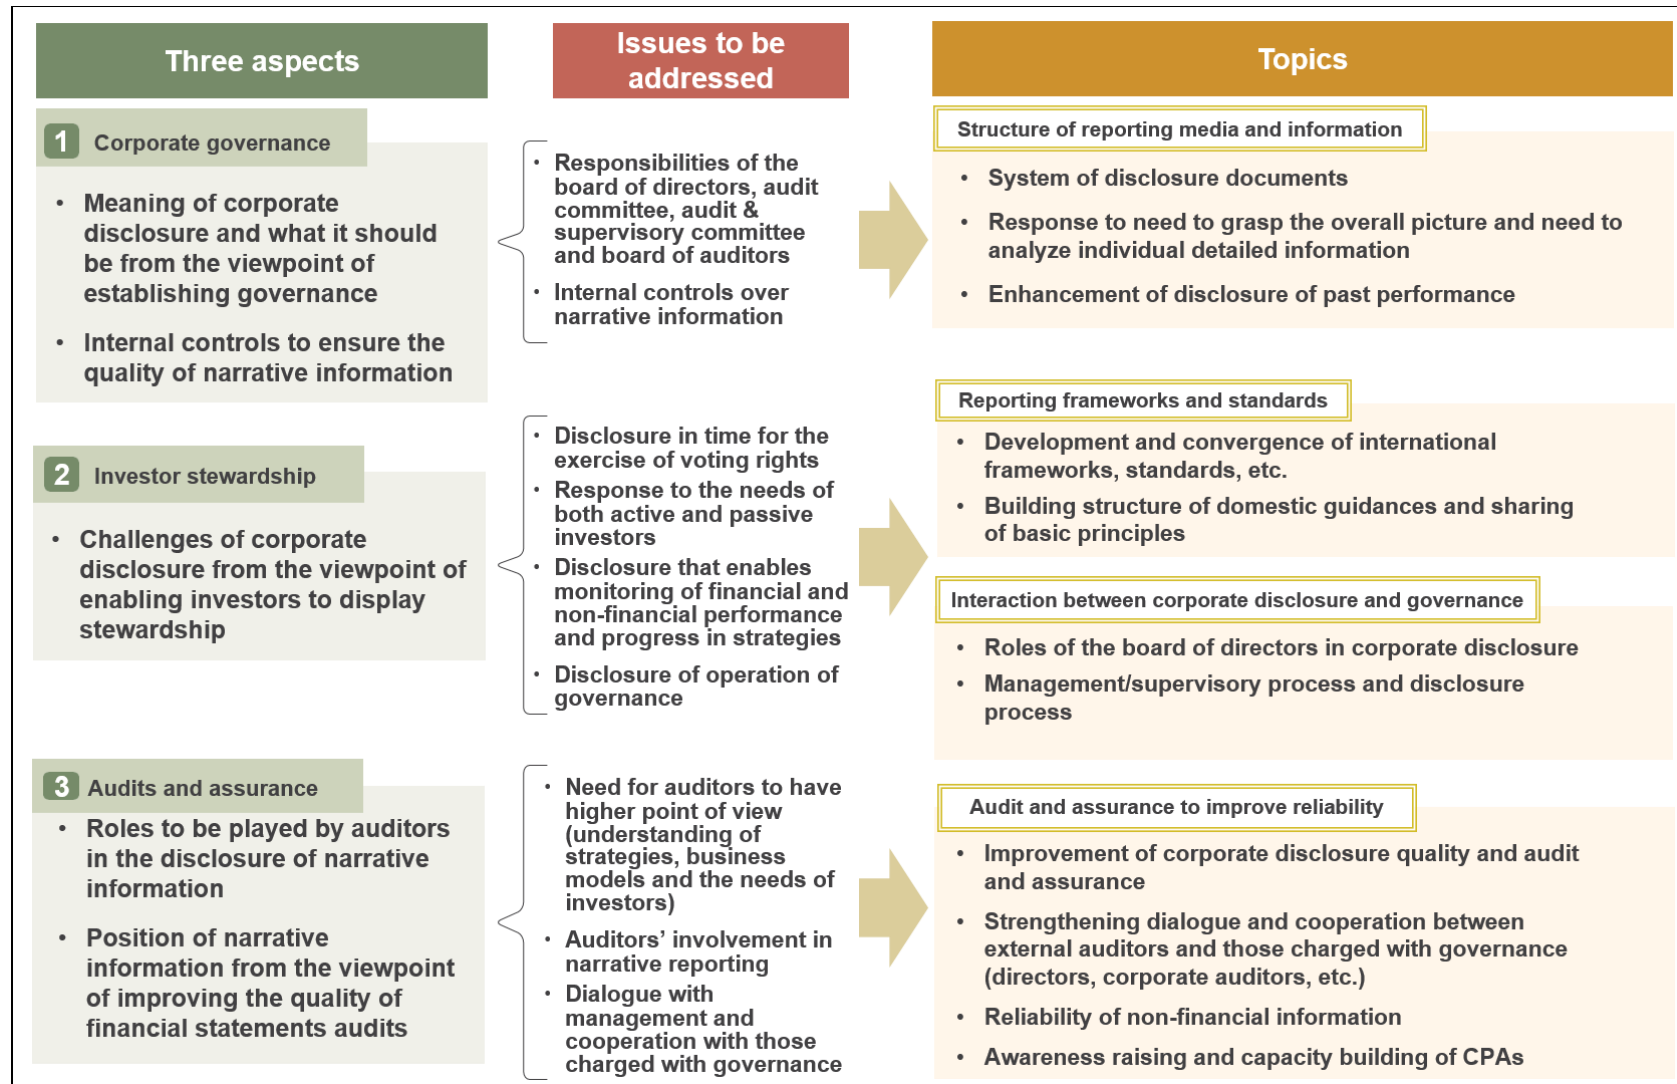 Three aspects
1 Corporate governance
• Meaning of corporate
disclosure and what it should
be from the viewpoint of
establishing governance
• Internal controls to ensure the
quality of narrative information
2 Investor stewardship
• Challenges of corporate
disclosure from the viewpoint of
enabling investors to display
stewardship
3 Audits and assurance
• Roles to be played by auditors
in the disclosure of narrative
information
• Position of narrative
information from the viewpoint
of improving the quality of
financial statements audits
Issues to be
addressed
• Responsibilities of the
board of directors, audit
committee, audit &
supervisory committee
and board of auditors
• Internal controls over
narrative information
• Disclosure in time for the
exercise of voting rights
• Response to the needs of
both active and passive
investors
• Disclosure that enables
monitoring of financial and
non-financial performance
and progress in strategies
• Disclosure of operation of
governance
• Need for auditors to have
higher point of view
(understanding of
strategies, business
models and the needs of
investors)
• Auditors’ involvement in
narrative reporting
• Dialogue with
management and
cooperation with those
charged with governance
Topics
Structure of reporting media and information
• System of disclosure documents
• Response to need to grasp the overall picture and need to
analyze individual detailed information
• Enhancement of disclosure of past performance
Reporting frameworks and standards
• Development and convergence of international
frameworks, standards, etc.
• Building structure of domestic guidances and sharing
of basic principles
Interaction between corporate disclosure and governance
• Roles of the board of directors in corporate disclosure
• Management/supervisory process and disclosure
process
Audit and assurance to improve reliability
• Improvement of corporate disclosure quality and audit
and assurance
• Strengthening dialogue and cooperation between
external auditors and those charged with governance
(directors, corporate auditors, etc.)
• Reliability of non-financial information
• Awareness raising and capacity building of CPAs